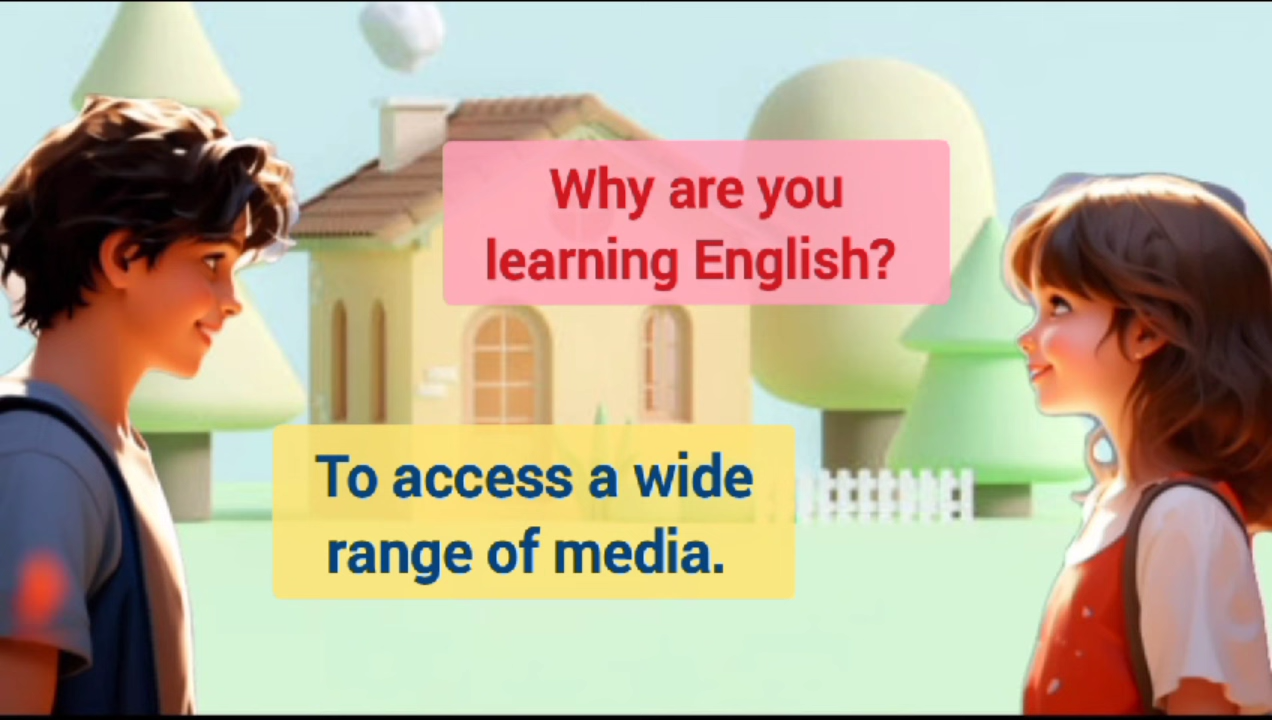 Why are you
learning English?
To access a wide
range of media.